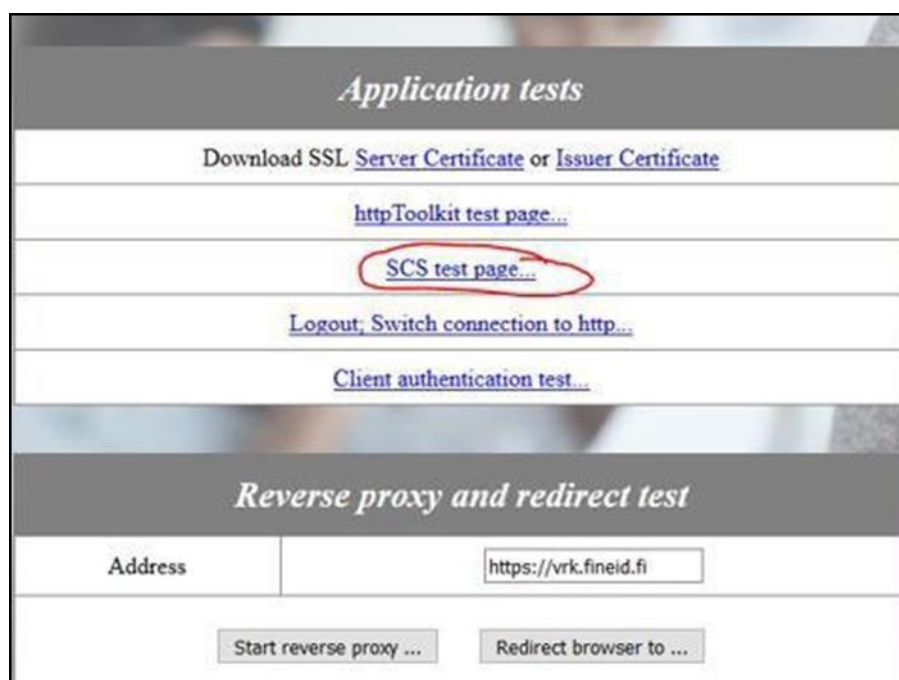 Application tests
Download SSL Server Certificate or Issuer Certificate
httpToolkit test page...
SCS test page...
Logout; Switch connection to http...
Client authentication test...
Reverse proxy and redirect test
Address https://vrk.fineid.fi
Start reverse proxy ... Redirect browser to ...